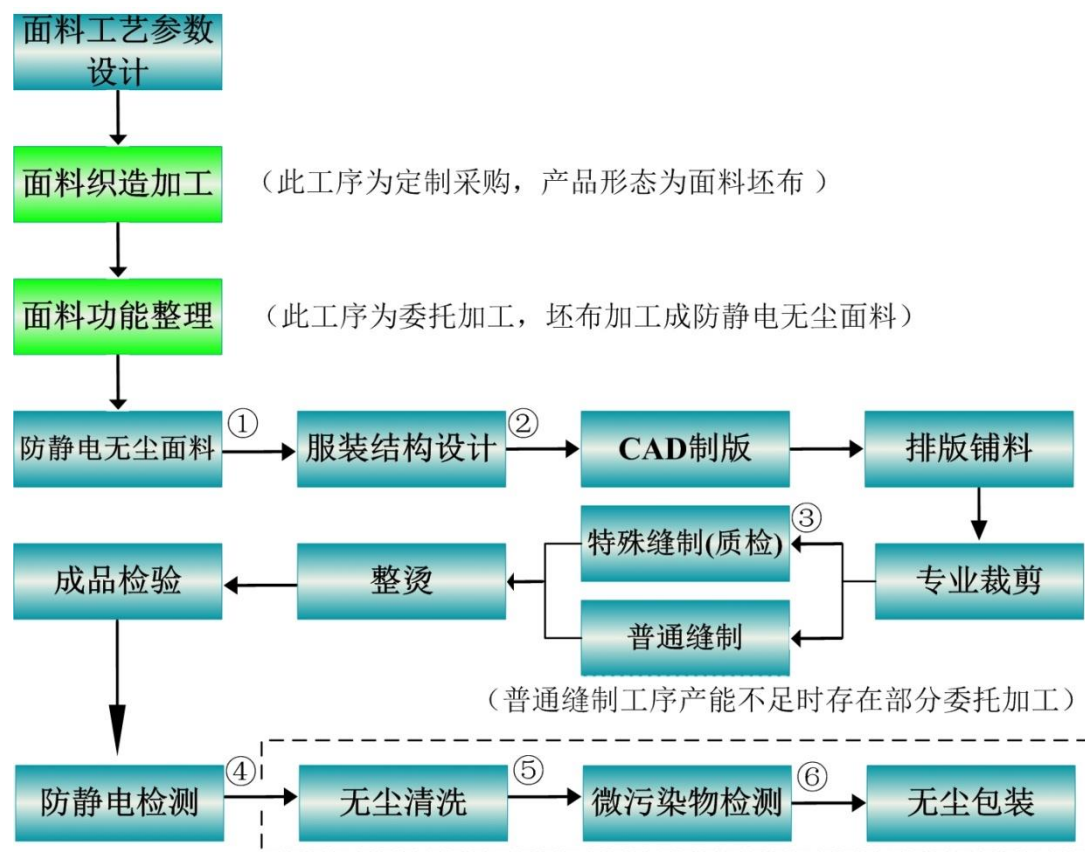 面料工艺参数
设计
面料织造加工
（此工序为定制采购，产品形态为面料坯布 ）
面料功能整理
（此工序为委托加工，坯布加工成防静电无尘面料）
防静电无尘面料
①
服装结构设计
②
CAD制版
排版铺料
成品检验
整烫
特殊缝制(质检)
③
专业裁剪
普通缝制
（普通缝制工序产能不足时存在部分委托加工）
防静电检测
④
无尘清洗
⑤
微污染物检测
⑥
无尘包装